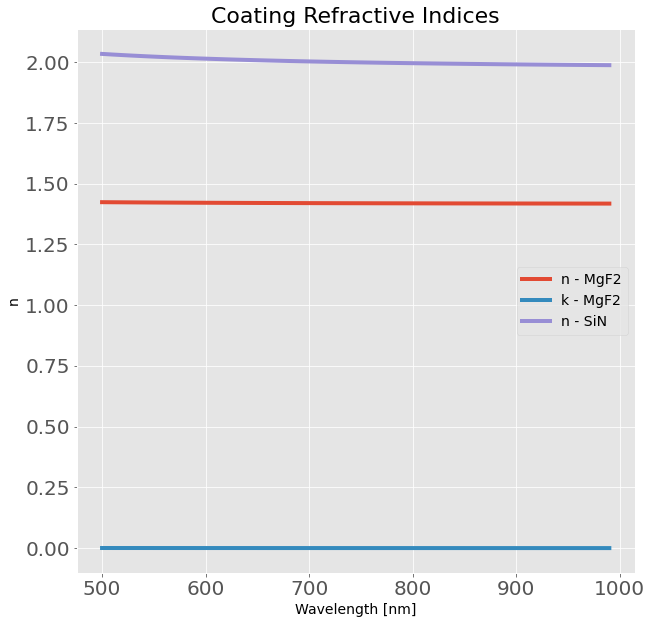 Coating Refractive Indices
2.00
1.75
1.50
1.25
1.00
0.75
0.50
0.25
0.00
n
n - MgF2
k - MgF2
n - SiN
500 600 700 800 900 1000
Wavelength [nm]